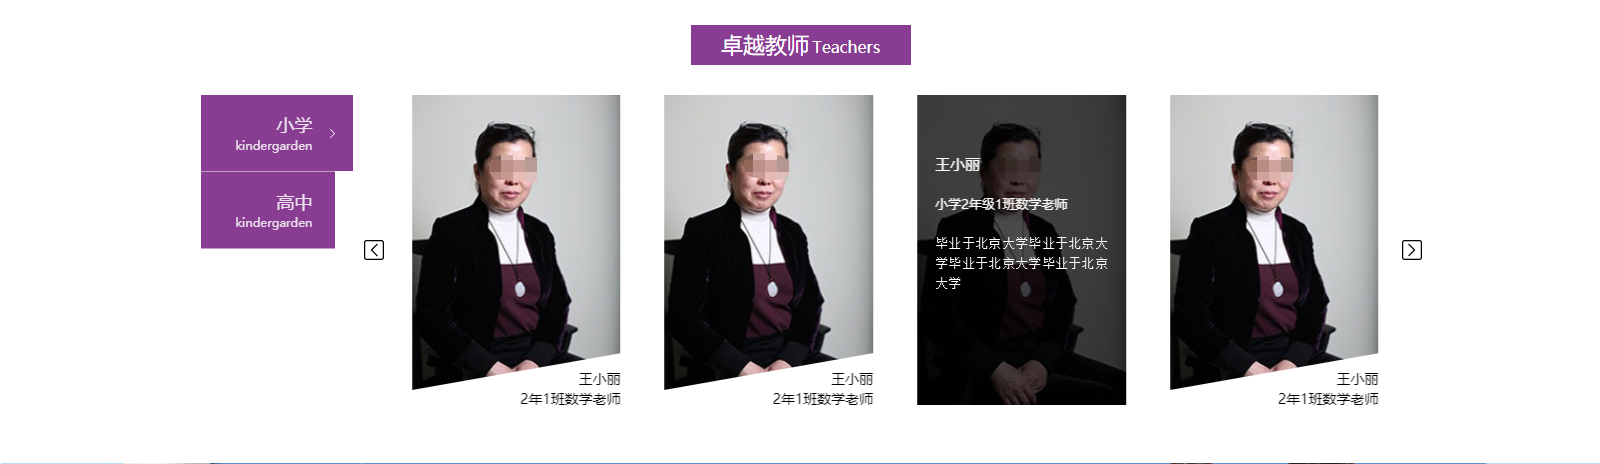 卓越教师 Teachers
小学
kindergarden
高中
kindergarden
王小丽
2年1班数学老师
王小丽
2年1班数学老师
王小丽
小学2年级1班数学老师
毕业于北京大学毕业于北京大
学毕业于北京大学毕业于北京
大学
王小丽
2年1班数学老师